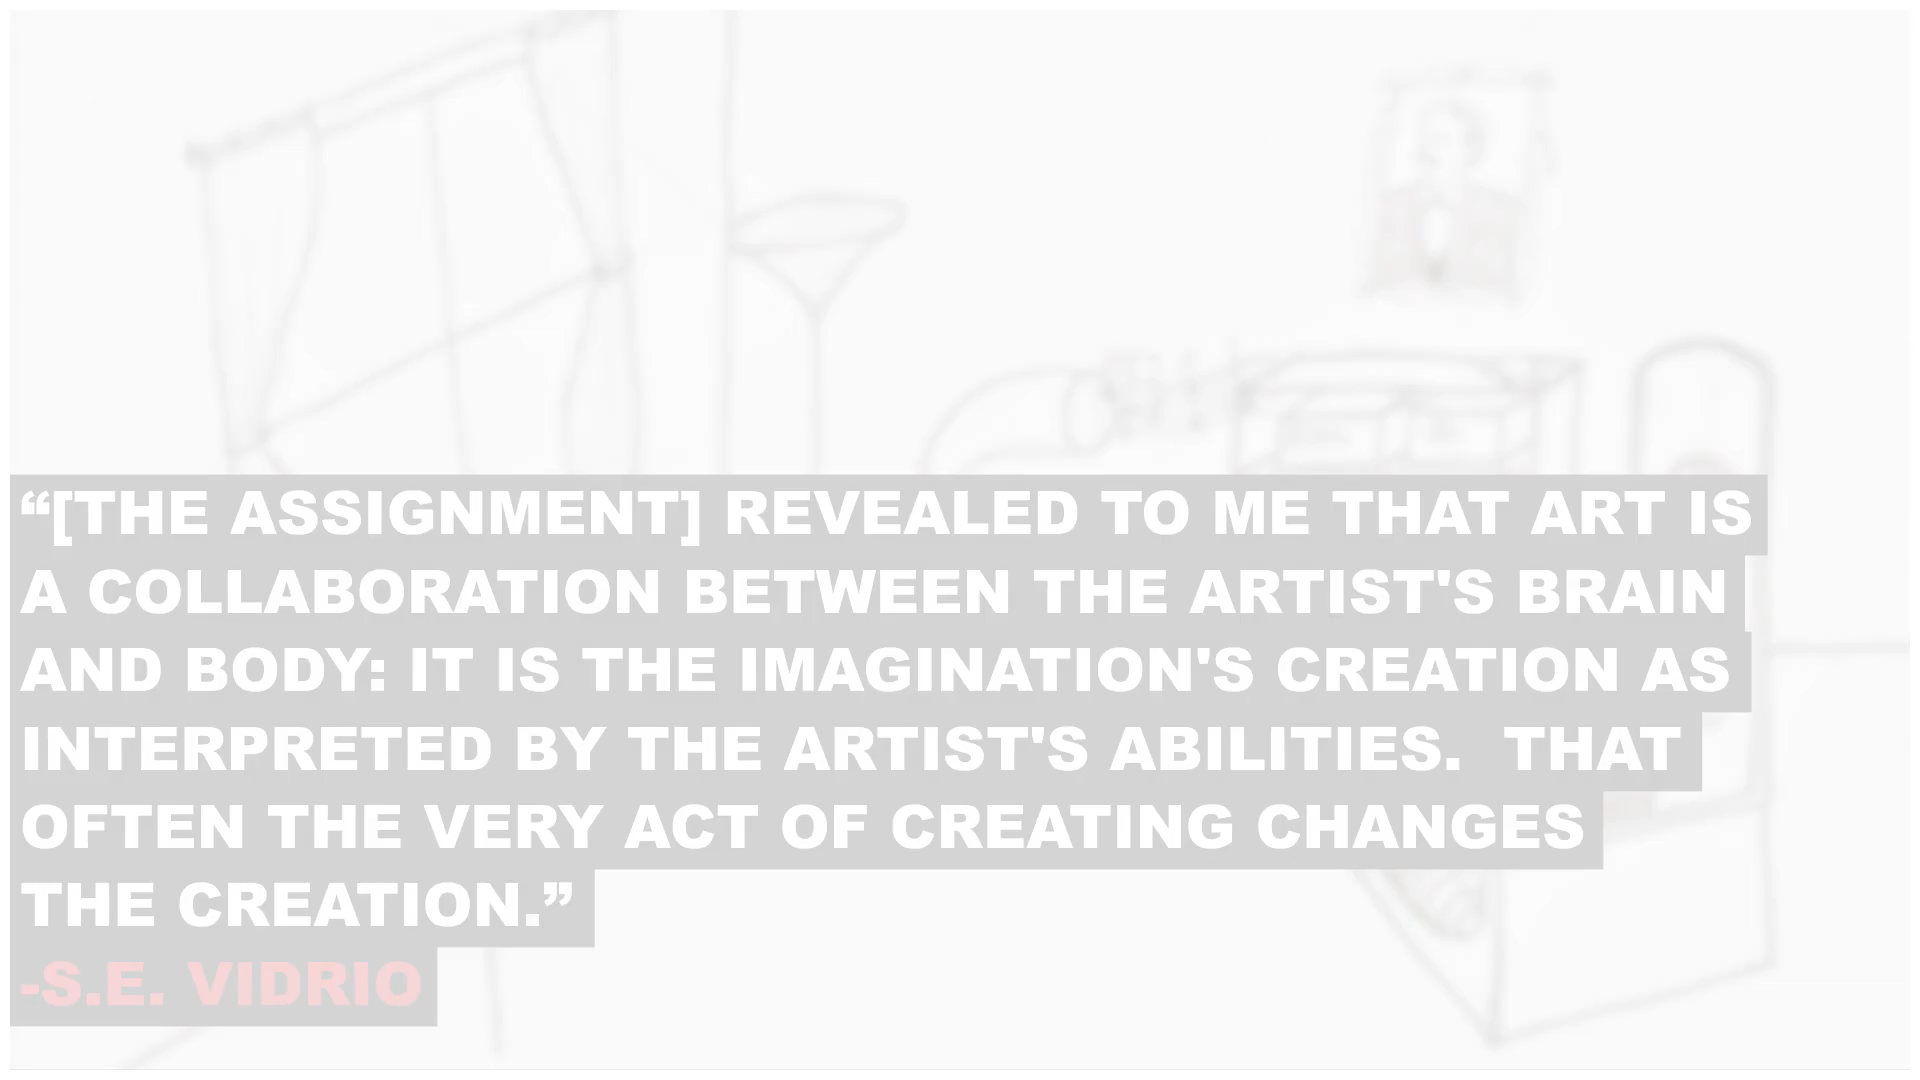 “[THE ASSIGNMENT] REVEALED TO ME THAT ART IS
A COLLABORATION BETWEEN THE ARTIST'S BRAIN
AND BODY: IT IS THE IMAGINATION'S CREATION AS
INTERPRETED BY THE ARTIST'S ABILITIES.  THAT
OFTEN THE VERY ACT OF CREATING CHANGES
THE CREATION.”
-S.E. VIDRIO